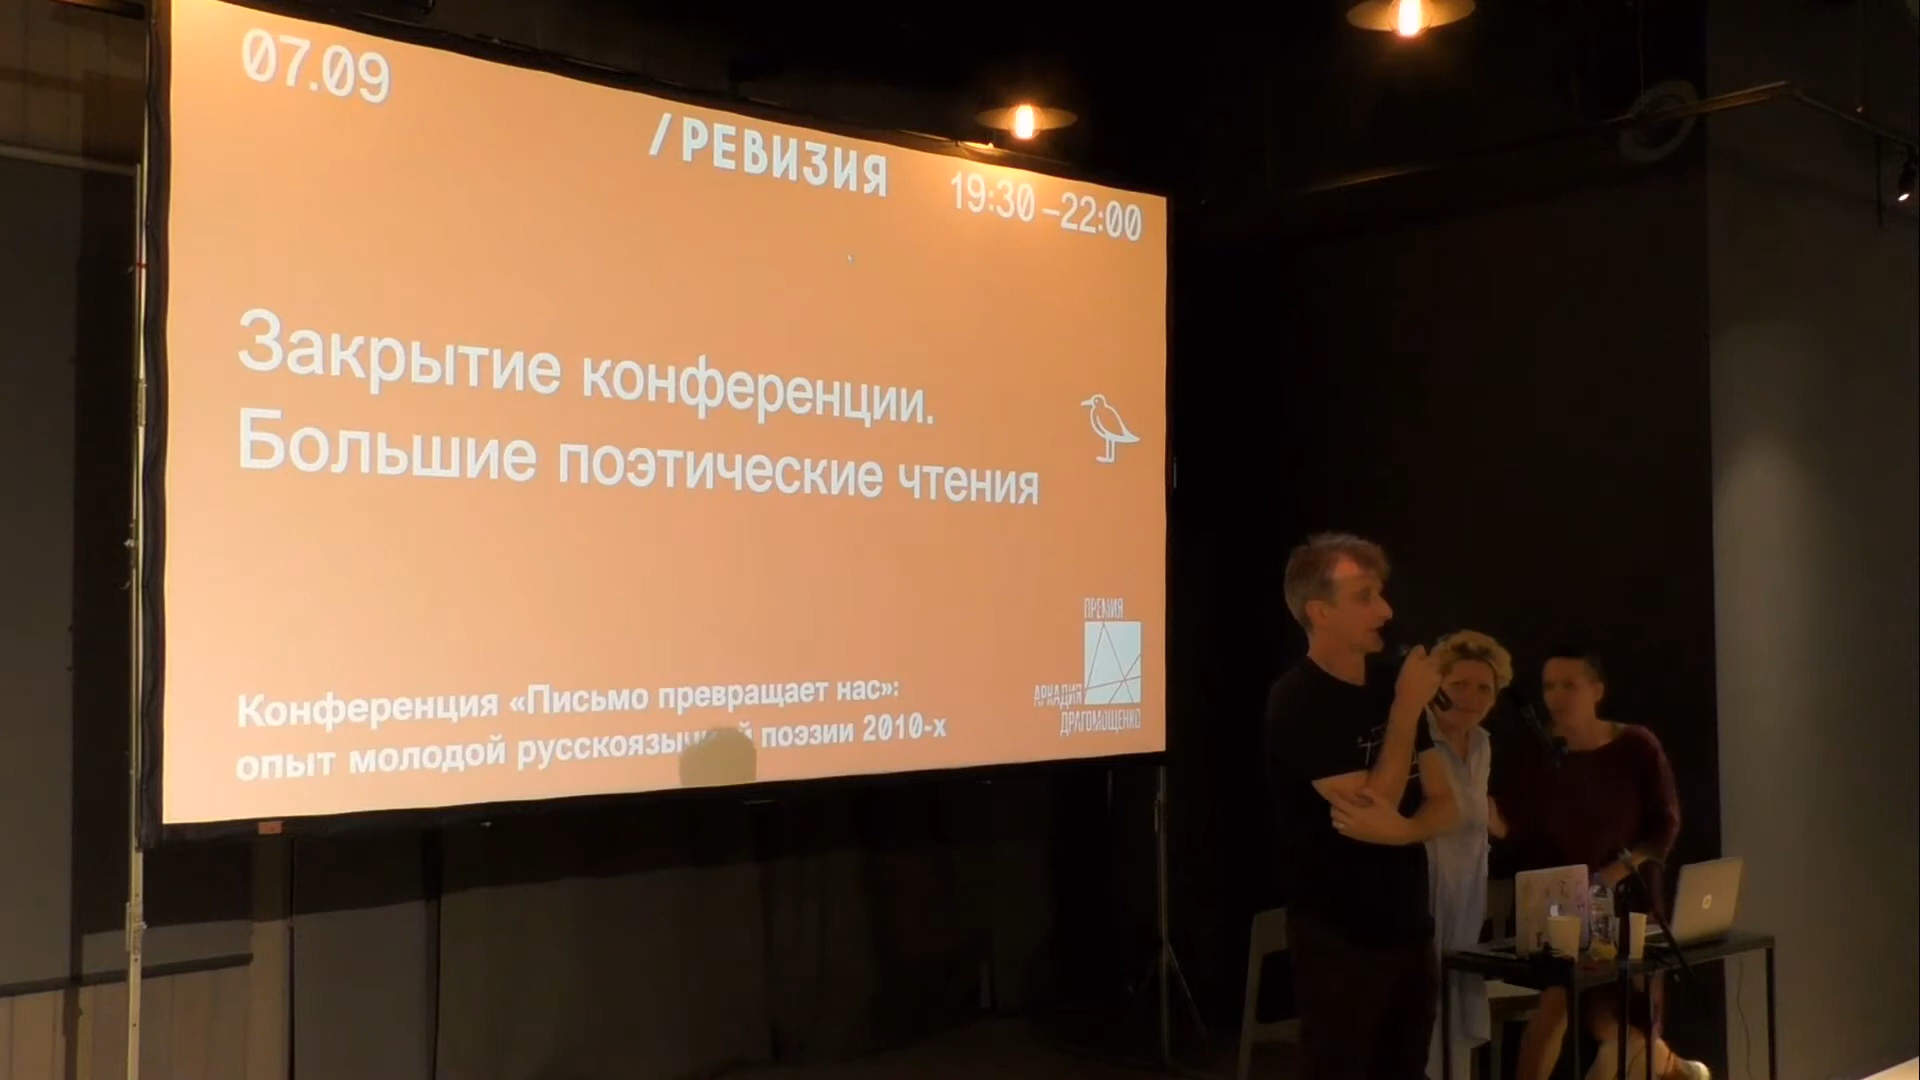 07.09
/РЕВИЗИЯ
19:30–22:00
Закрытие конференции.
Большие поэтические чтения
Конференция «Письмо превращает нас»:
опыт молодой русскоязычной поэзии 2010-х
ПРЕМИЯ
АРКАДИЯ
ДРАГОМОЩЕНКО